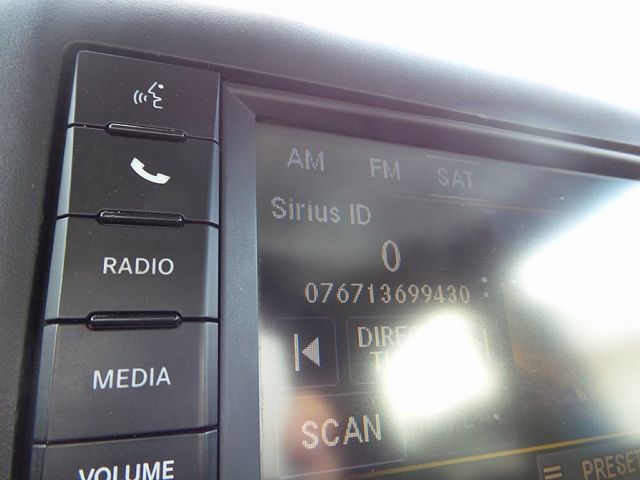 AM FM SAT
Sirius ID
0
RADIO
076713699430
MEDIA
SCAN
VOLUME